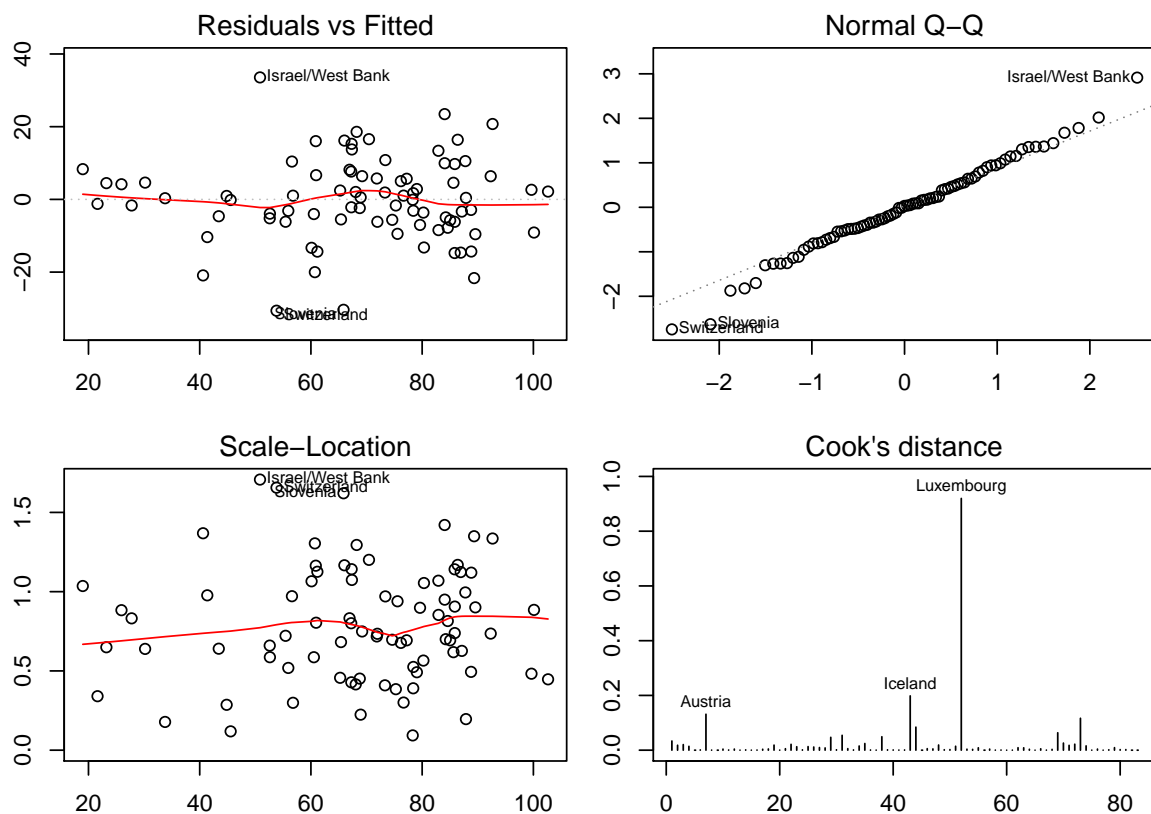 Residuals vs Fitted
40
20
0
−20
Israel/West Bank
Slovenia
Switzerland
20 40 60 80 100
Normal Q−Q
3
2
1
0
−1
−2
Israel/West Bank
Slovenia
Switzerland
−2 −1 0 1 2
Scale−Location
1.5
1.0
0.5
0.0
Israel/West Bank
Switzerland
Slovenia
20 40 60 80 100
Cook's distance
1.0
0.8
0.6
0.4
0.2
0.0
Luxembourg
Iceland
Austria
0 20 40 60 80